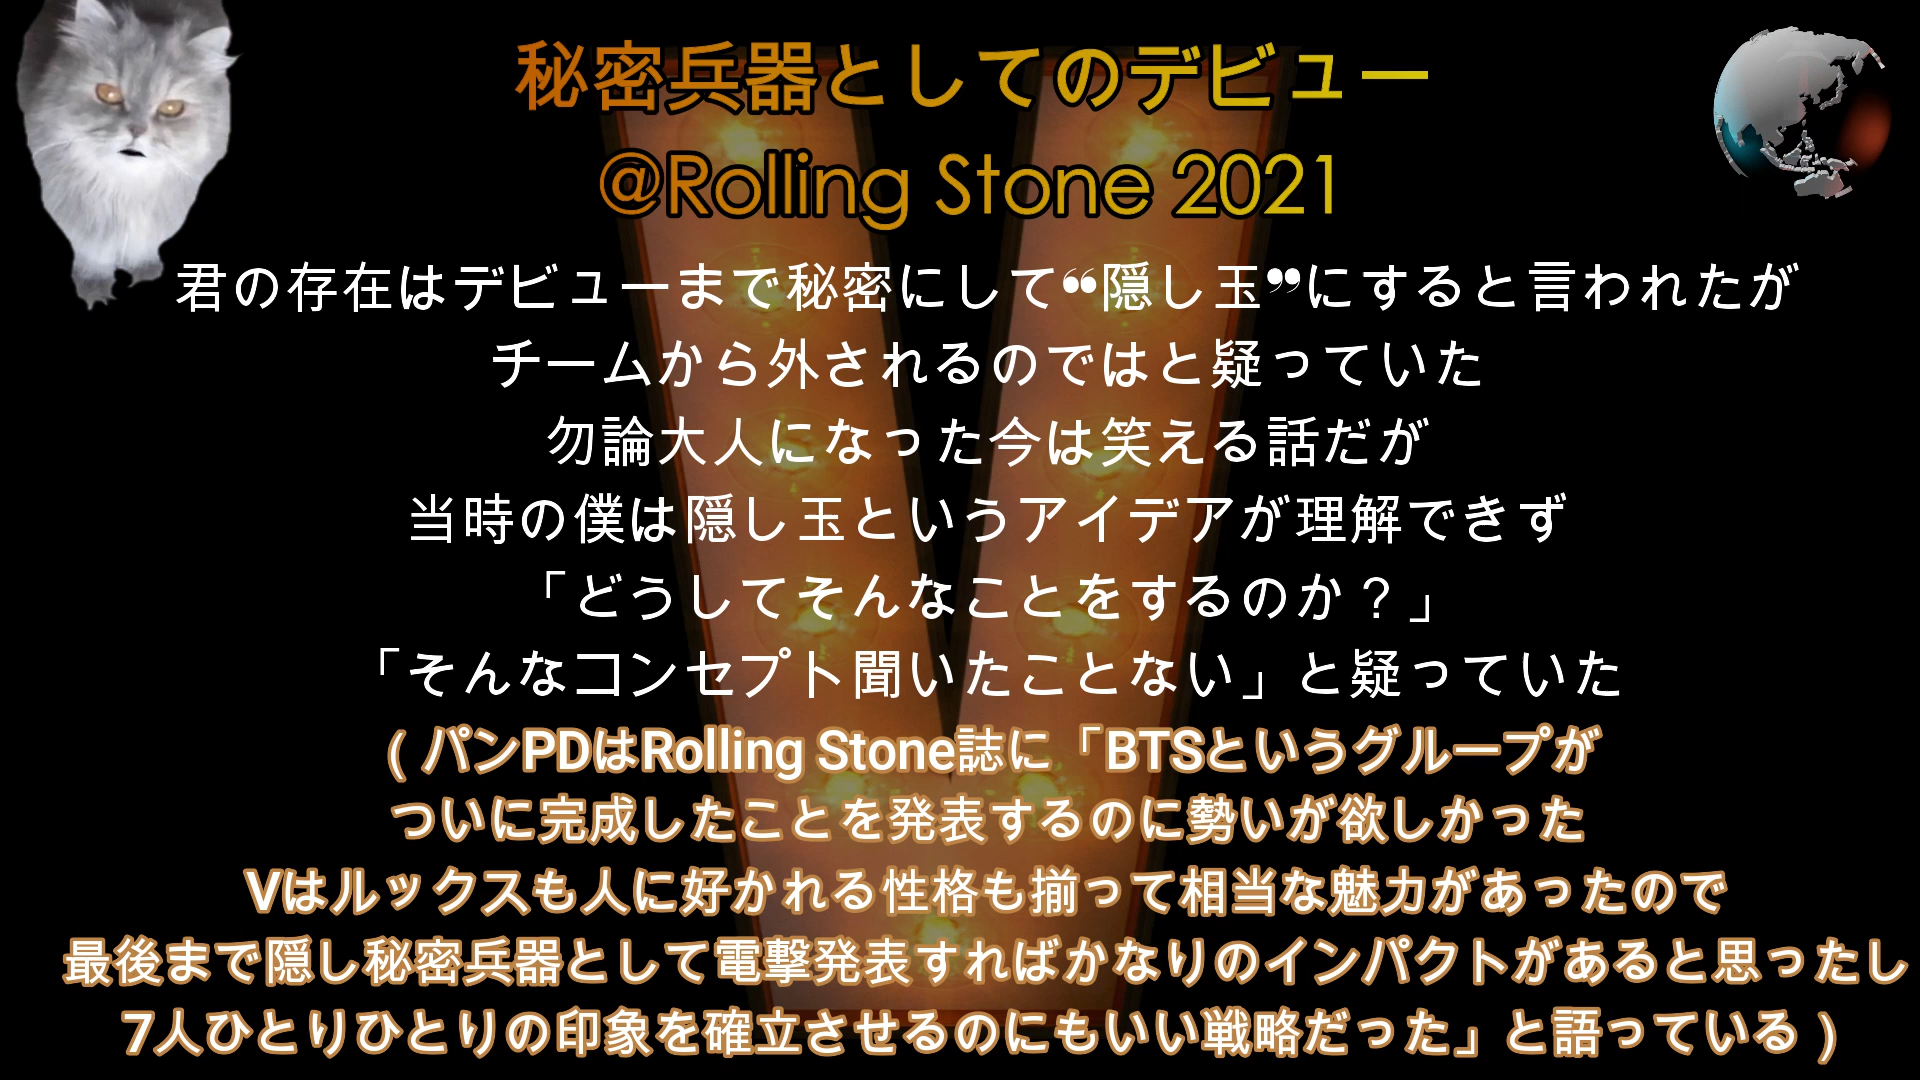 秘密兵器としてのデビュー
@Rolling Stone 2021
君の存在はデビューまで秘密にして❝隠し玉❞にすると言われたが
チームから外されるのではと疑っていた
勿論大人になった今は笑える話だが
当時の僕は隠し玉というアイデアが理解できず
「どうしてそんなことをするのか？」
「そんなコンセプト聞いたことない」と疑っていた
( パンPDはRolling Stone誌に「BTSというグループが
ついに完成したことを発表するのに勢いが欲しかった
Vはルックスも人に好かれる性格も揃って相当な魅力があったので
最後まで隠し秘密兵器として電撃発表すればかなりのインパクトがあると思ったし
7人ひとりひとりの印象を確立させるのにもいい戦略だった」と語っている )